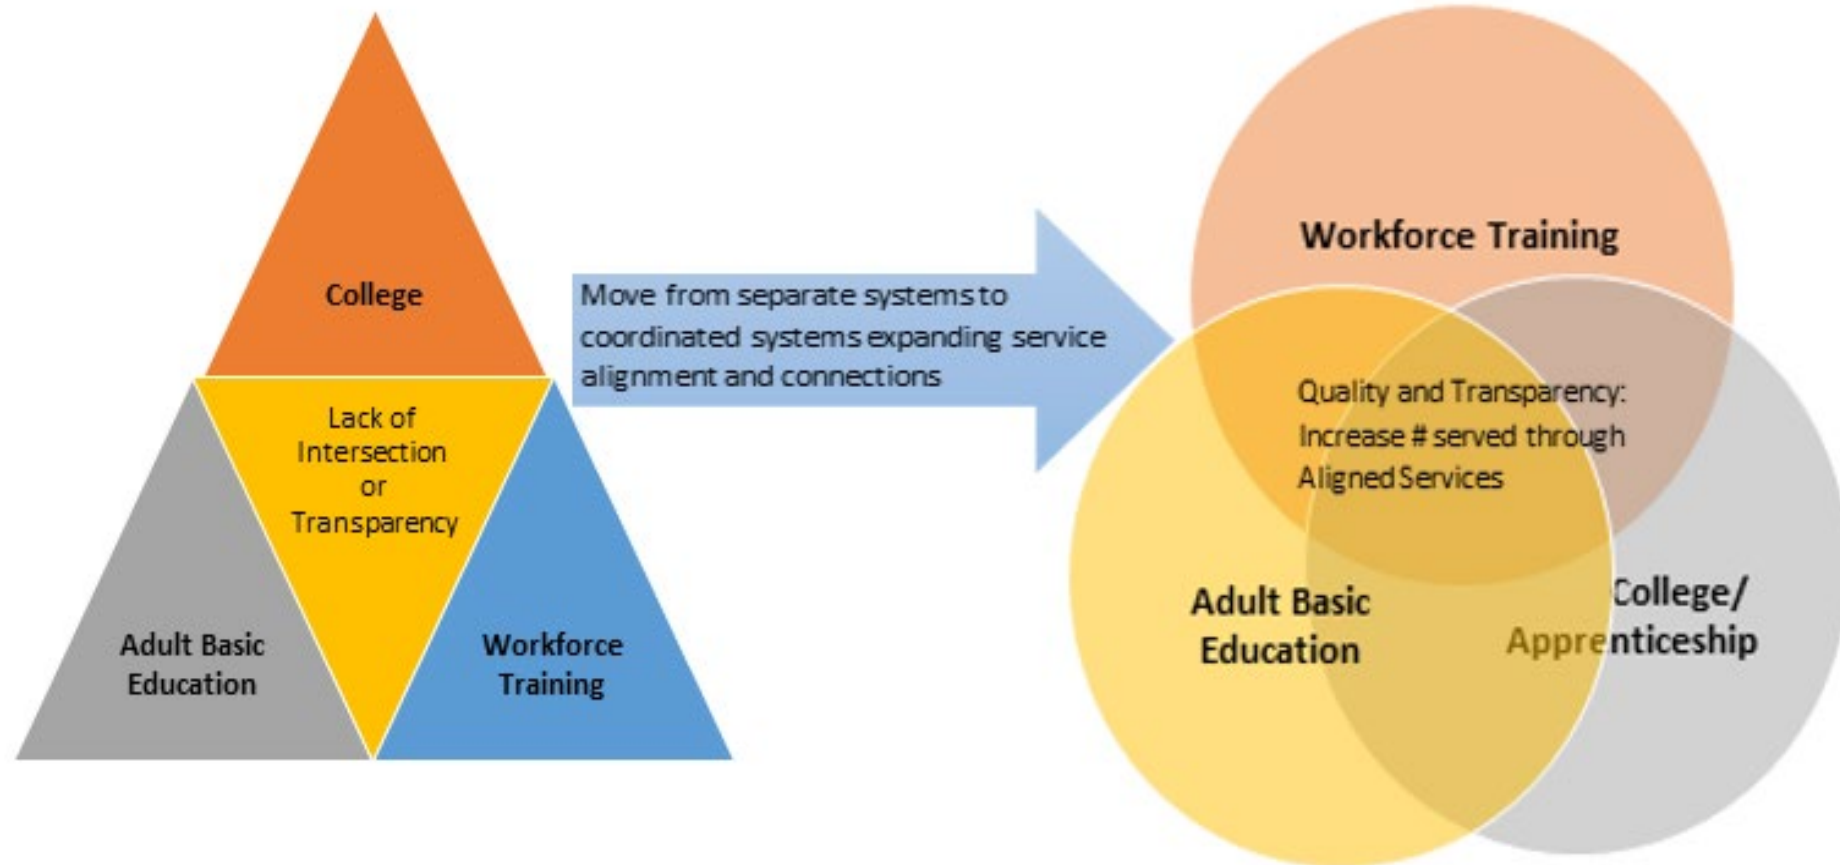 College
Lack of
Intersection
or
Transparency
Adult Basic
Education
Workforce
Training
Move from separate systems to
coordinated systems expanding service
alignment and connections
Workforce Training
Quality and Transparency:
Increase # served through
Aligned Services
Adult Basic
Education
College/
Apprenticeship